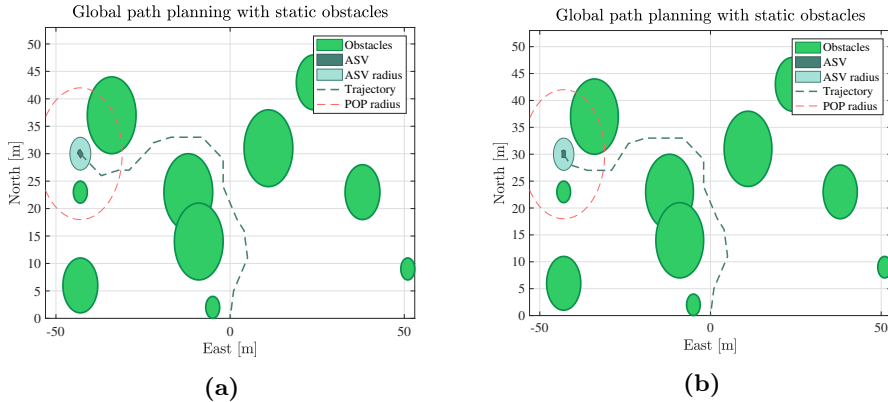 Global path planning with static obstacles
50
45
40
35
30
25
20
15
10
5
0
North [m]
-50
0
50
East [m]
Obstacles
ASV
ASV radius
Trajectory
POP radius
(a)
Global path planning with static obstacles
50
45
40
35
30
25
20
15
10
5
0
North [m]
-50
0
50
East [m]
Obstacles
ASV
ASV radius
Trajectory
POP radius
(b)